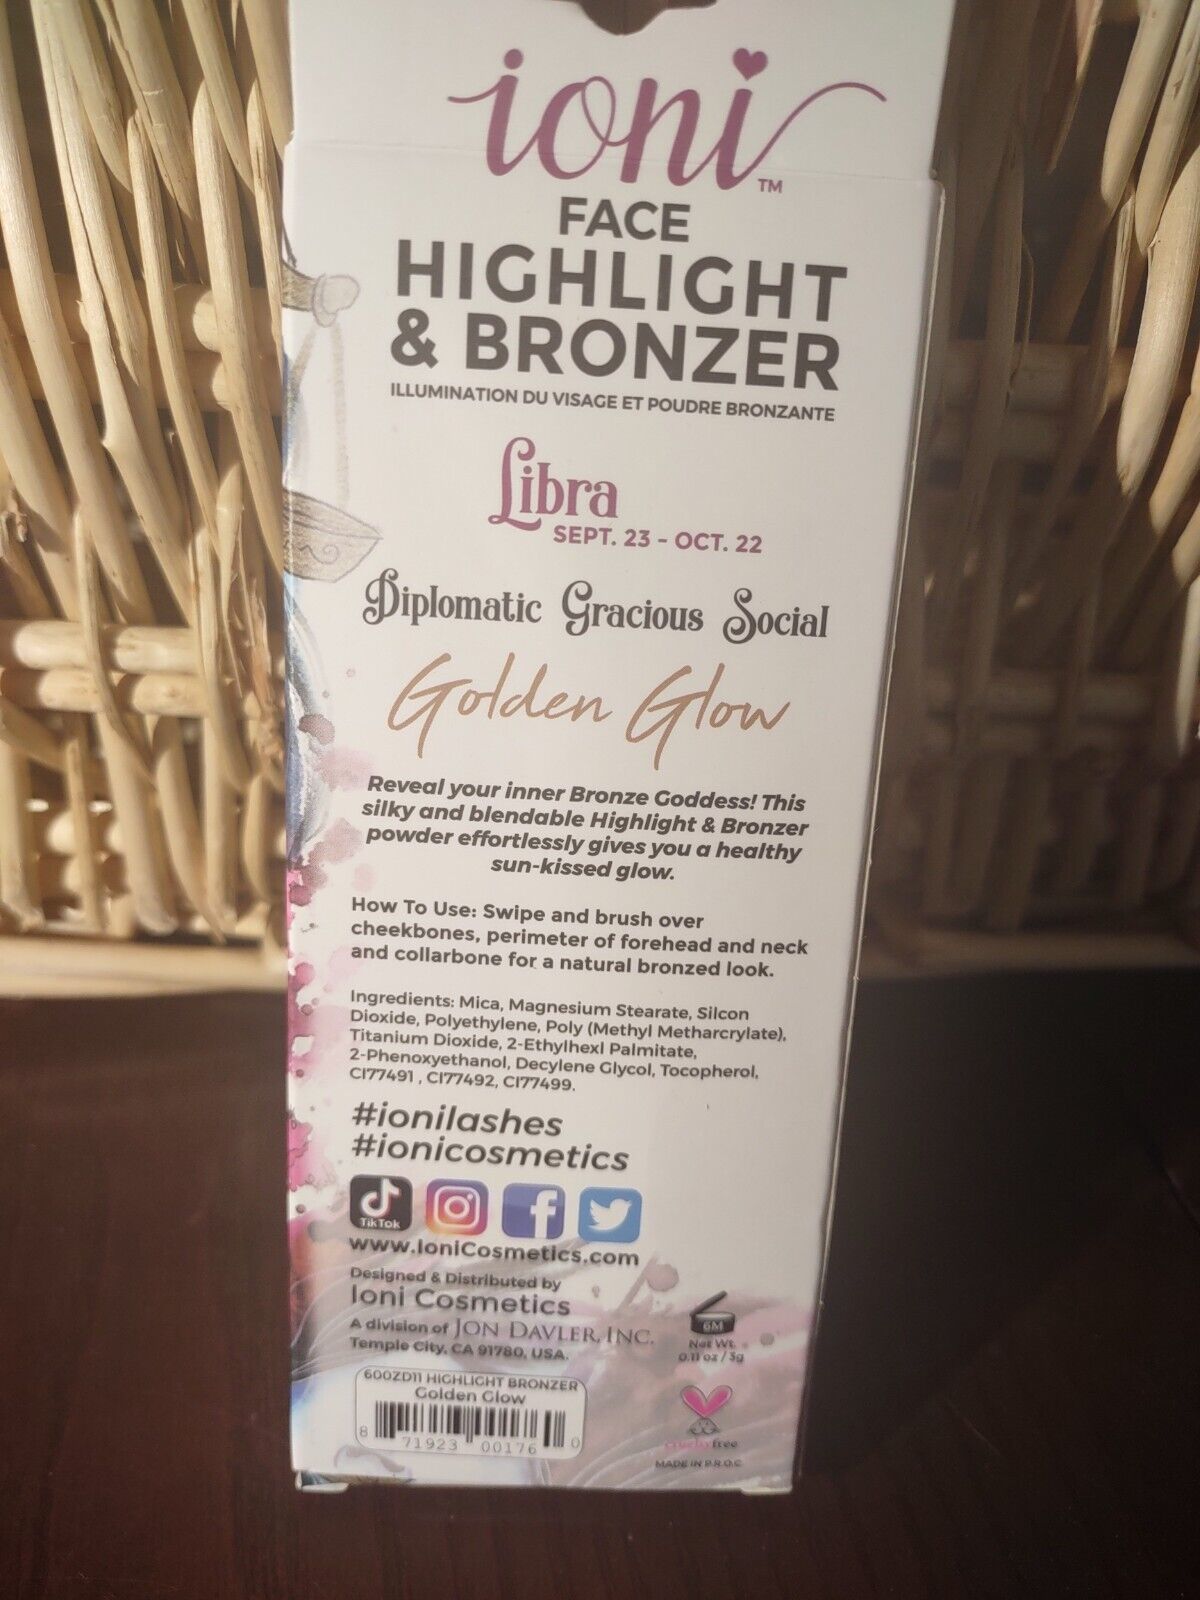 ioni™
FACE
HIGHLIGHT
& BRONZER
ILLUMINATION DU VISAGE ET POUDRE BRONZANTE
Libra
SEPT. 23 - OCT. 22
Diplomatic Gracious Social
Golden Glow
Reveal your inner Bronze Goddess! This
silky and blendable Highlight & Bronzer
powder effortlessly gives you a healthy
sun-kissed glow.
How To Use: Swipe and brush over
cheekbones, perimeter of forehead and neck
and collarbone for a natural bronzed look.
Ingredients: Mica, Magnesium Stearate, Silcon
Dioxide, Polyethylene, Poly (Methyl Metharcrylate),
Titanium Dioxide, 2-Ethylhexl Palmitate,
2-Phenoxyethanol, Decylene Glycol, Tocopherol,
CI77491 , CI77492, CI77499.
#ionilashes
#ionicosmetics
TikTok
www.IoniCosmetics.com
Designed & Distributed by
Ioni Cosmetics
A division of JON DAVLER, INC.
Temple City, CA 91780, USA.
6M
Net Wt.
0.11 oz / 3g
600ZD11 HIGHLIGHT BRONZER
Golden Glow
8 71923 00176 0
crueltyfree
MADE IN P.R.O.C